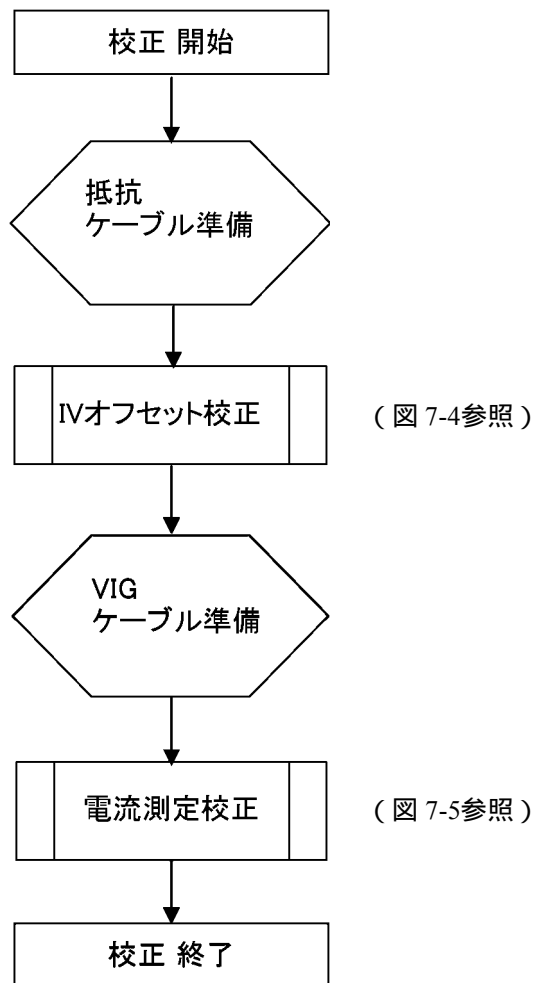 校正 開始
抵抗
ケーブル準備
IVオフセット校正
( 図 7-4参照 )
VIG
ケーブル準備
電流測定校正
( 図 7-5参照 )
校正 終了